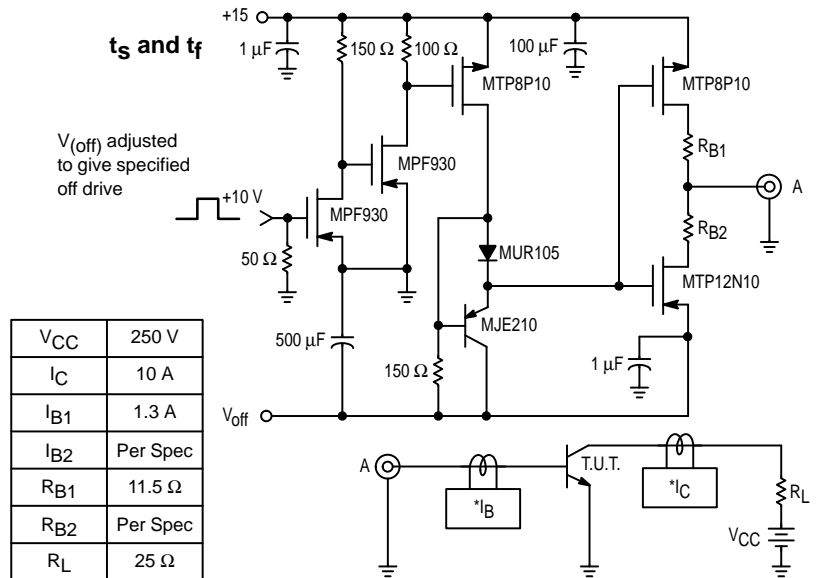 +15
t_s and t_f
1 µF
150 Ω
100 Ω
100 µF
MTP8P10
MTP8P10
V_(off) adjusted
to give specified
off drive
MPF930
R_B1
+10 V
MPF930
A
R_B2
50 Ω
MUR105
MTP12N10
500 µF
MJE210
150 Ω
1 µF
V_off
V_CC 250 V
I_C 10 A
I_B1 1.3 A
I_B2 Per Spec
R_B1 11.5 Ω
R_B2 Per Spec
R_L 25 Ω
A
T.U.T.
*I_B
*I_C
R_L
V_CC